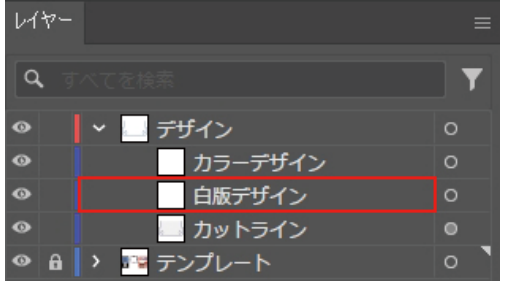 レイヤー
すべてを検索
デザイン
カラーデザイン
白版デザイン
カットライン
テンプレート